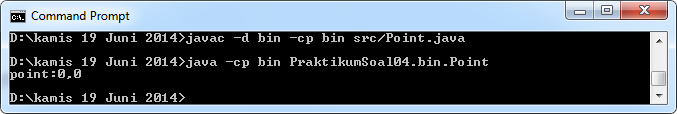 Command Prompt
D:\kamis 19 Juni 2014>javac -d bin -cp bin src/Point.java
D:\kamis 19 Juni 2014>java -cp bin PraktikumSoal04.bin.Point
point:0,0
D:\kamis 19 Juni 2014>